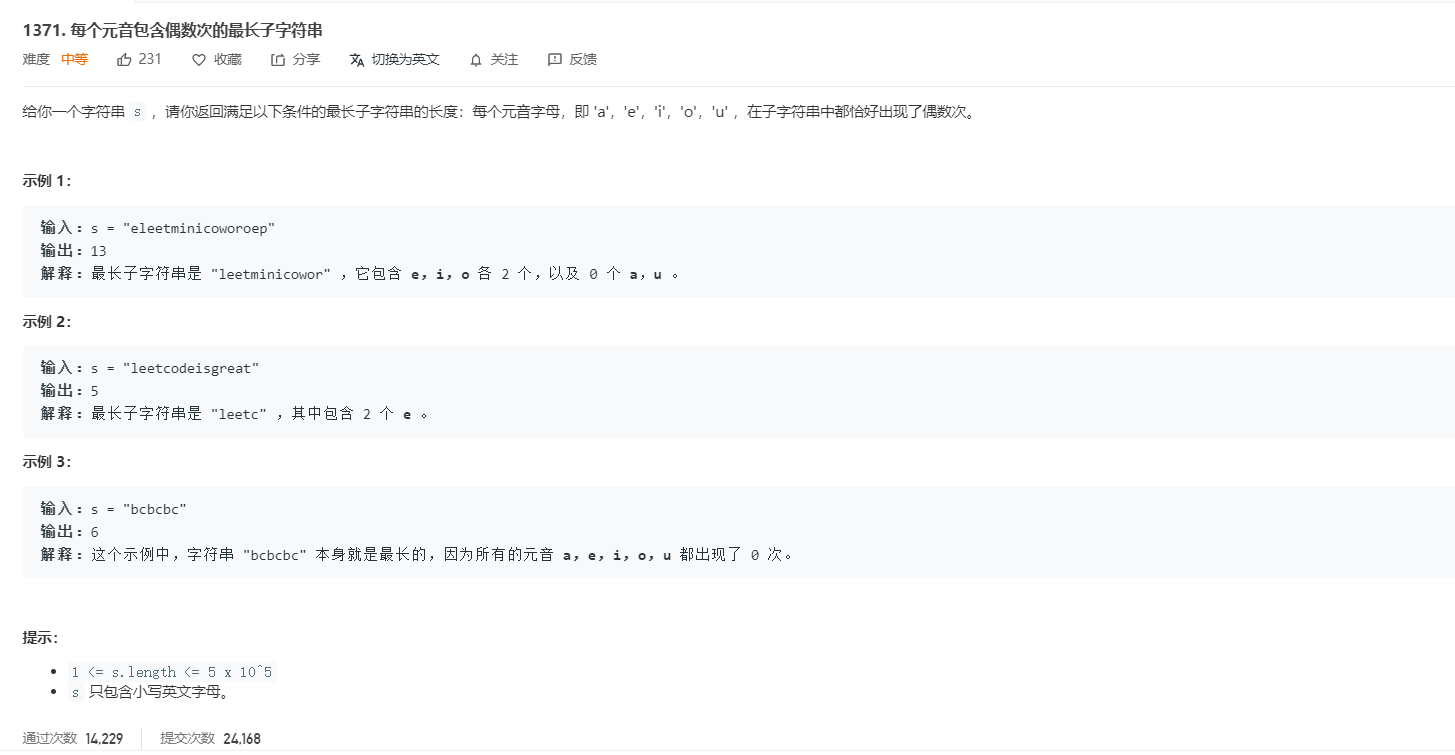 1371. 每个元音包含偶数次的最长子字符串
难度 中等 231 收藏 分享 切换为英文 关注 反馈
给你一个字符串 s ，请你返回满足以下条件的最长子字符串的长度：每个元音字母，即 'a'，'e'，'i'，'o'，'u' ，在子字符串中都恰好出现了偶数次。
示例 1：
输入：s = "eleetminicoworoep"
输出：13
解释：最长子字符串是 "leetminicowor" ，它包含 e，i，o 各 2 个，以及 0 个 a，u 。
示例 2：
输入：s = "leetcodeisgreat"
输出：5
解释：最长子字符串是 "leetc" ，其中包含 2 个 e 。
示例 3：
输入：s = "bcbcbc"
输出：6
解释：这个示例中，字符串 "bcbcbc" 本身就是最长的，因为所有的元音 a，e，i，o，u 都出现了 0 次。
提示：
• 1 <= s.length <= 5 x 10^5
• s 只包含小写英文字母。
通过次数 14,229 提交次数 24,168